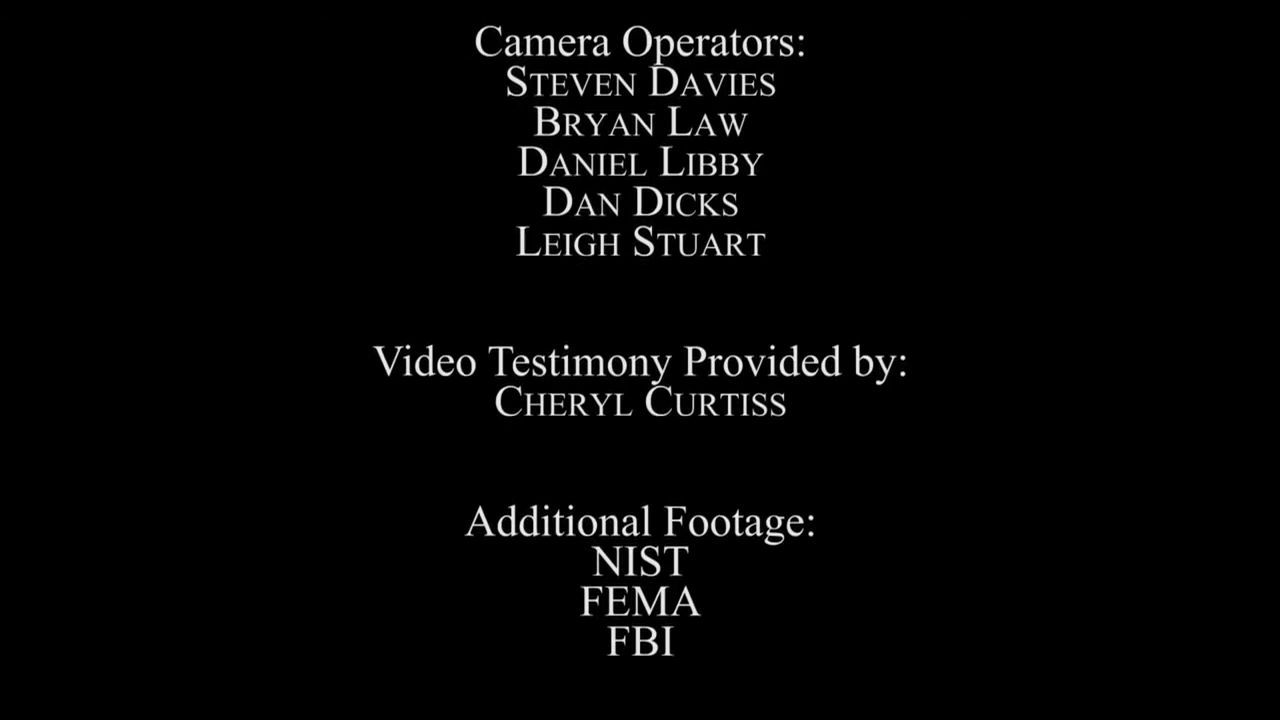 Camera Operators:
STEVEN DAVIES
BRYAN LAW
DANIEL LIBBY
DAN DICKS
LEIGH STUART
Video Testimony Provided by:
CHERYL CURTISS
Additional Footage:
NIST
FEMA
FBI